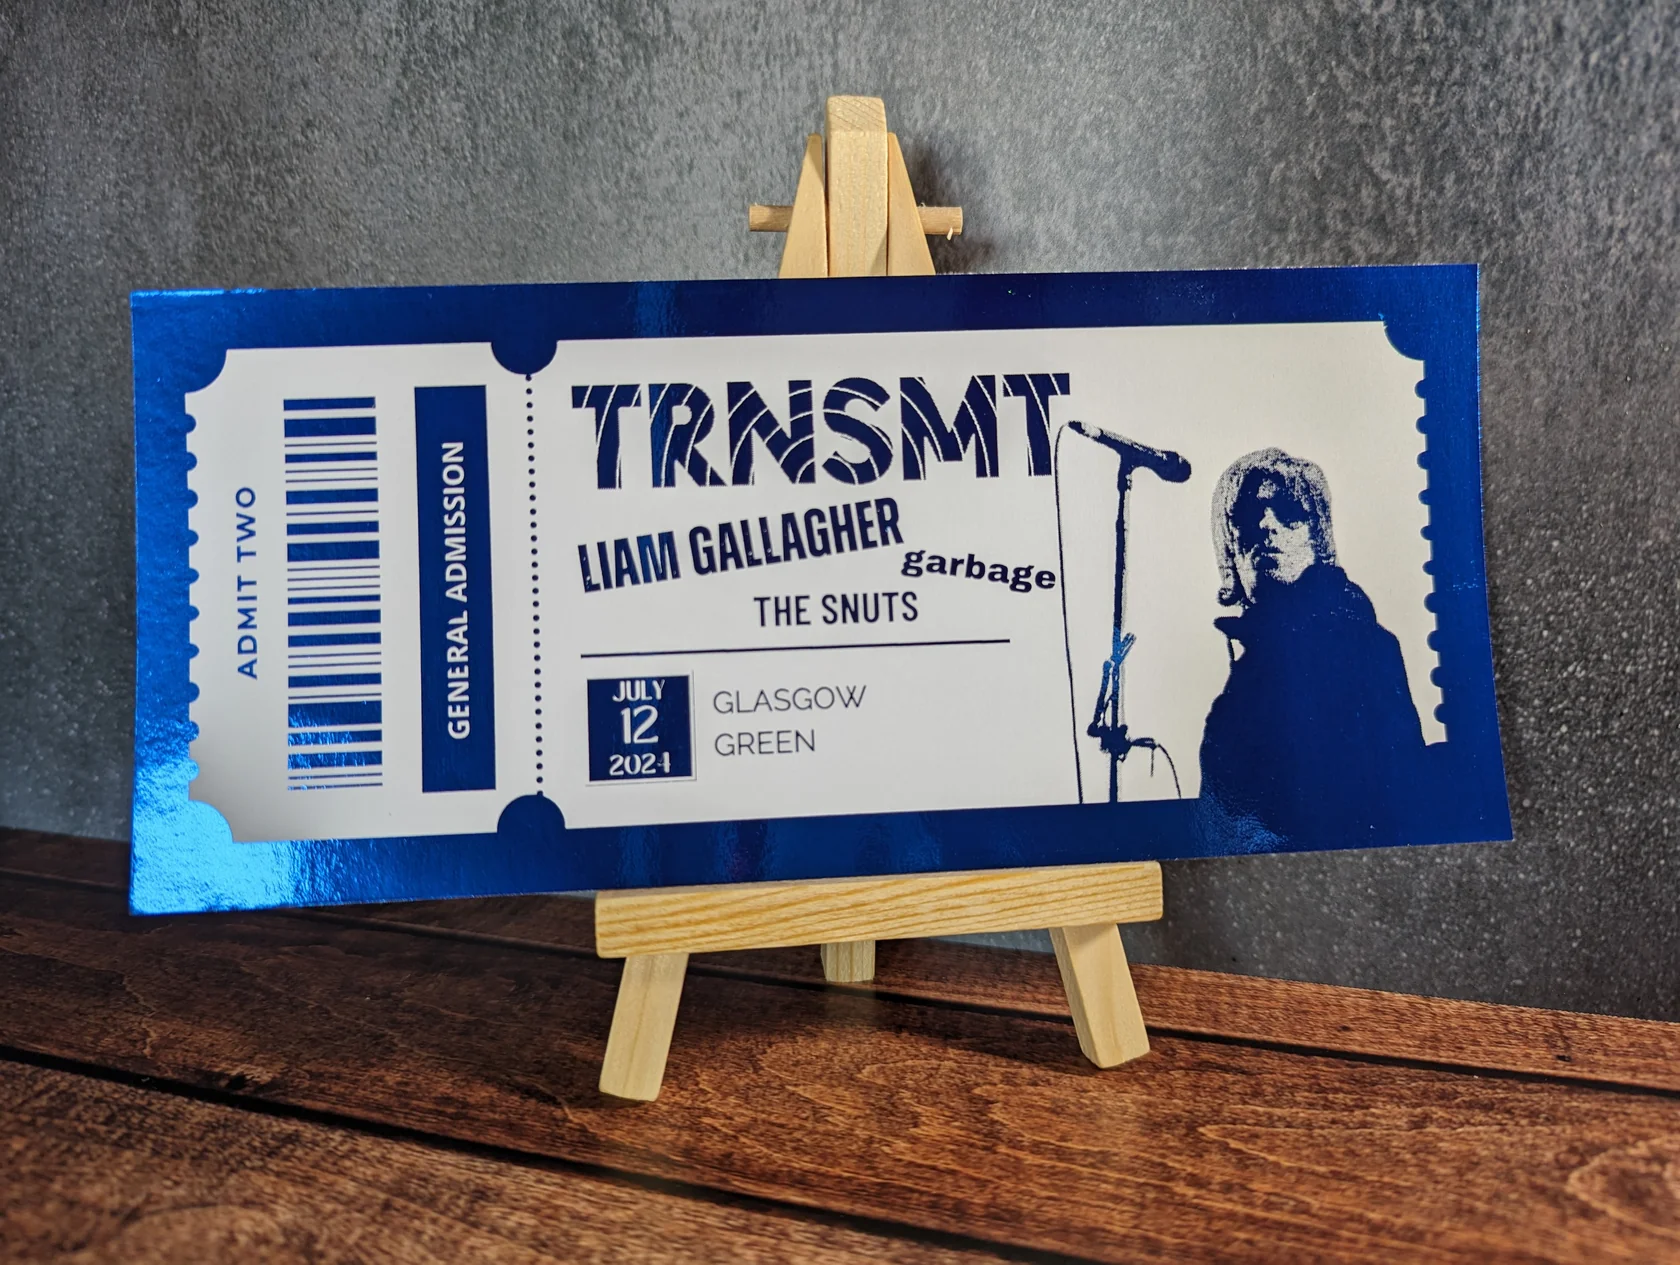 ADMIT TWO
GENERAL ADMISSION
TRNSMT
LIAM GALLAGHER
garbage
THE SNUTS
JULY
12
2024
GLASGOW
GREEN